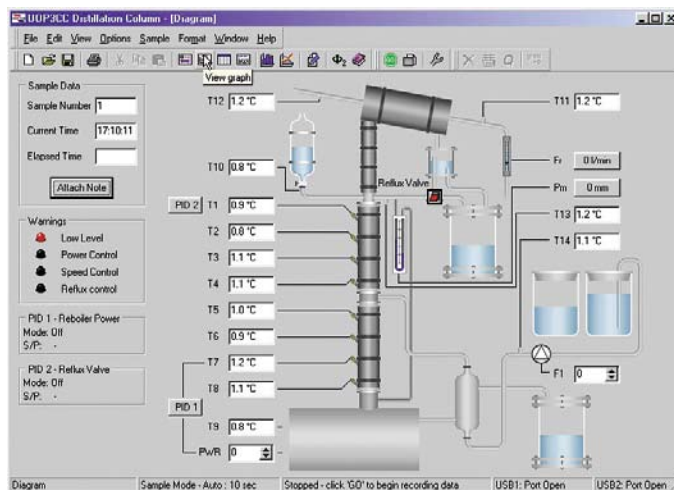 UOP3CC Distillation Column - [Diagram]
File Edit View Options Sample Format Window Help
View graph
Sample Data
Sample Number 1
Current Time 17:10:11
Elapsed Time
Attach Note
Warnings
Low Level
Power Control
Speed Control
Reflux control
PID 1 - Reboiler Power
Mode: Off
S/P: -
PID 2 - Reflux Valve
Mode: Off
S/P: -
T12 1.2 °C
T10 0.8 °C
PID 2 T1 0.9 °C
T2 0.8 °C
T3 1.1 °C
T4 1.1 °C
T5 1.0 °C
T6 0.9 °C
T7 1.2 °C
T8 1.1 °C
PID 1
T9 0.8 °C
PWR 0
Reflux Valve
T11 1.2 °C
Fr 0 l/min
Pm 0 mm
T13 1.2 °C
T14 1.1 °C
F1 0
Diagram Sample Mode - Auto : 10 sec Stopped - click 'GO' to begin recording data USB1: Port Open USB2: Port Open